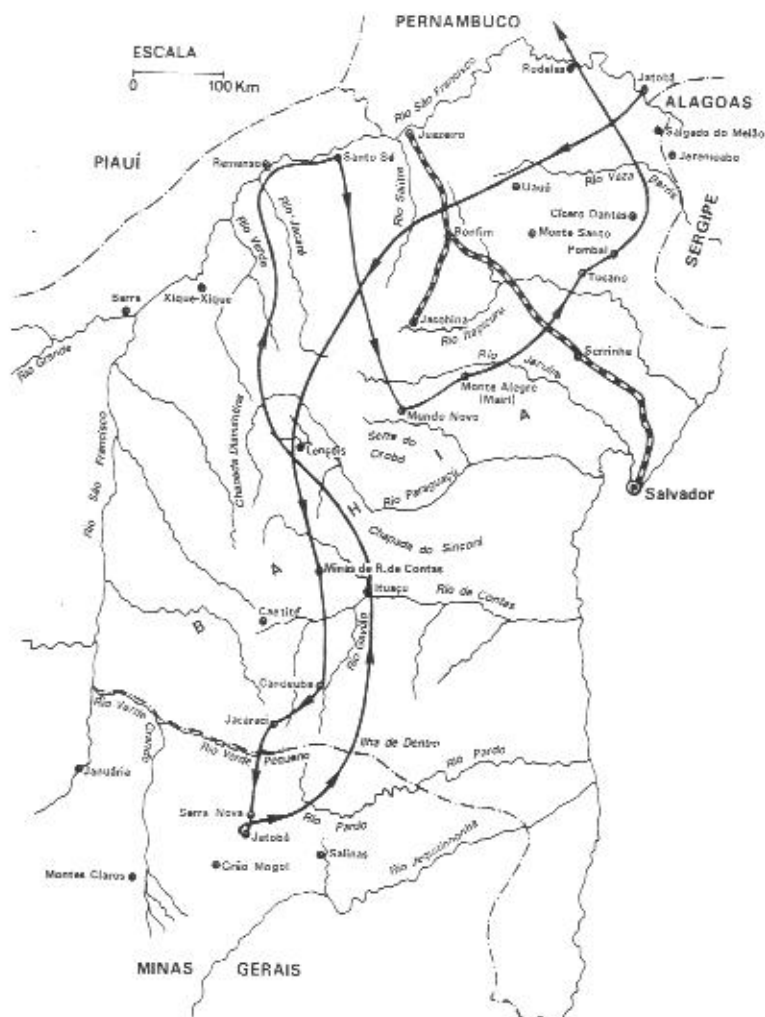 PERNAMBUCO
ESCALA
0 100 Km
Rodelas
Jatobá
ALAGOAS
Rio São Francisco
Juazeiro
Salgado do Melão
Jeremoabo
PIAUÍ
Remanso
Santo Sé
Rio Salitre
Uauá
Rio Vaza Barris
SERGIPE
Rio Verde
Rio Jacaré
Cícero Dantas
Bonfim
Monte Santo
Pombal
Tucano
Xique-Xique
Barra
Jacobina
Rio Itapicuru
Rio Grande
Serrinha
Rio Jacuípe
Monte Alegre
(Mairi)
Mundo Novo
Chapada Diamantina
Lençóis
Serra do
Orobó
Rio Paraguaçu
Salvador
Rio São Francisco
B A H I A
Chapada do Sincorá
Minas de R. de Contas
Ituaçu
Rio de Contas
Caetité
Rio Gavião
Condeuba
Jacaraci
Rio Verde Grande
Rio Verde Pequeno
Ilha de Dentro
Rio Pardo
Januária
Serra Nova
Jatobá
Rio Pardo
Rio Jequitinhonha
Salinas
Grão Mogol
Montes Claros
MINAS GERAIS